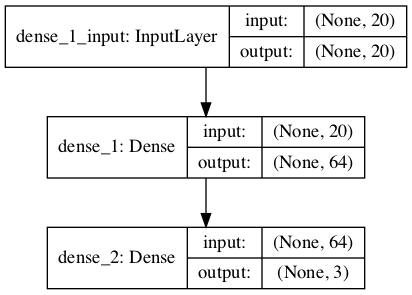 dense_1_input: InputLayer
input:
(None, 20)
output:
(None, 20)
dense_1: Dense
input:
(None, 20)
output:
(None, 64)
dense_2: Dense
input:
(None, 64)
output:
(None, 3)